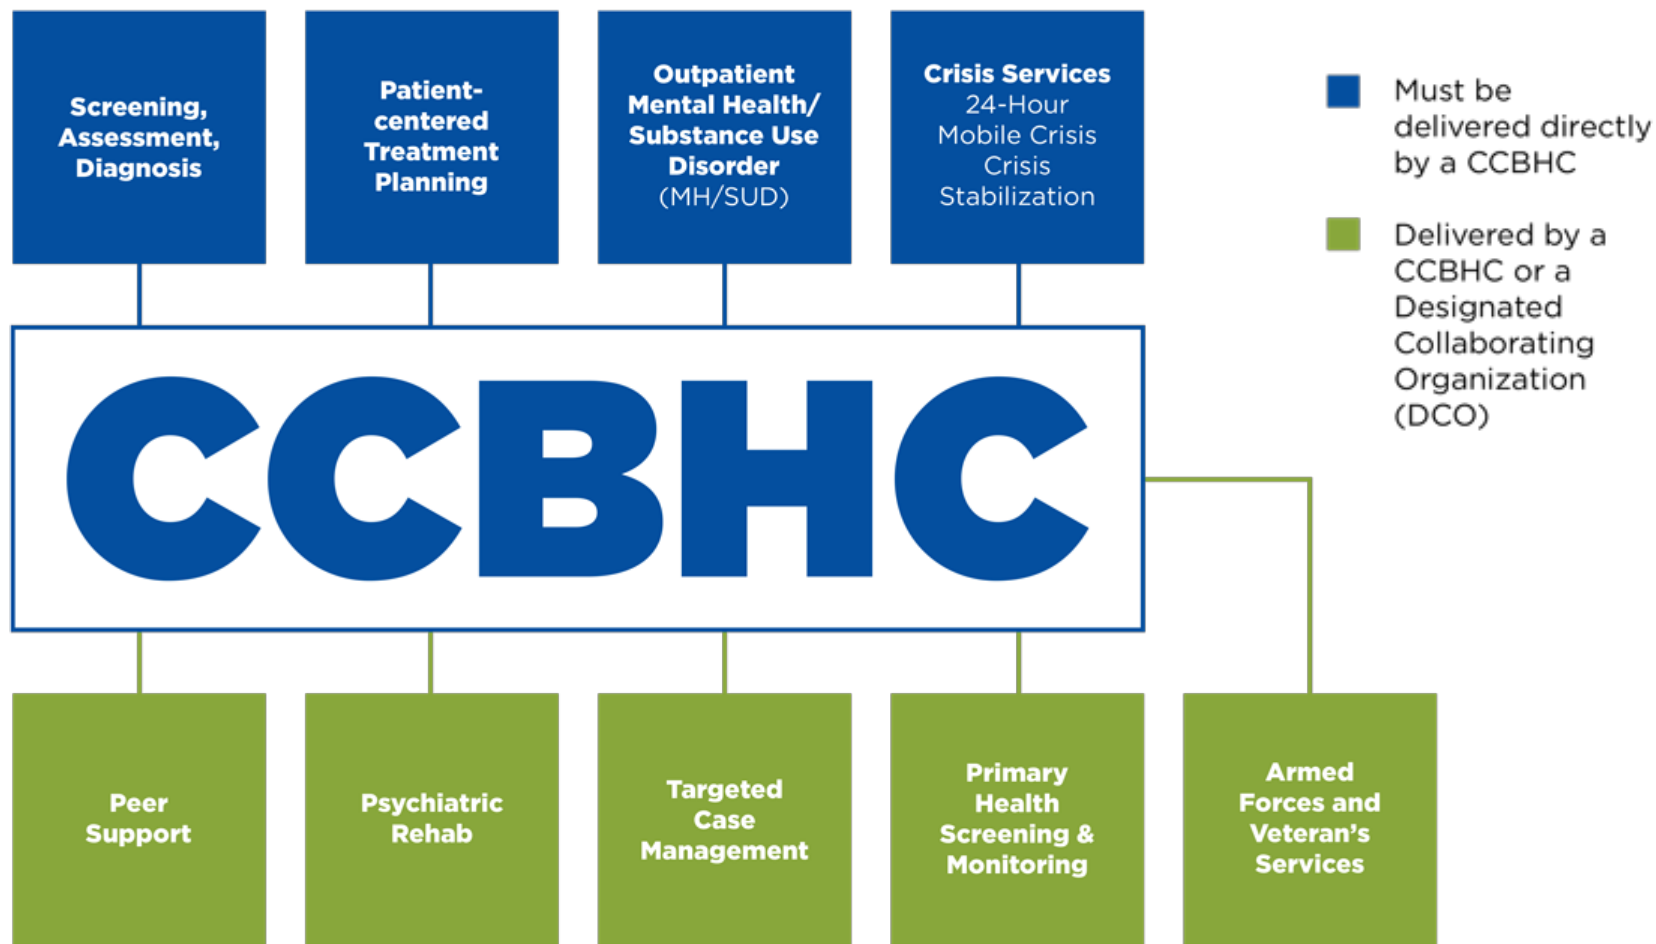 Screening,
Assessment,
Diagnosis
Patient-
centered
Treatment
Planning
Outpatient
Mental Health/
Substance Use
Disorder
(MH/SUD)
Crisis Services
24-Hour
Mobile Crisis
Crisis
Stabilization
Must be
delivered directly
by a CCBHC
Delivered by a
CCBHC or a
Designated
Collaborating
Organization
(DCO)
CCBHC
Peer
Support
Psychiatric
Rehab
Targeted
Case
Management
Primary
Health
Screening &
Monitoring
Armed
Forces and
Veteran’s
Services